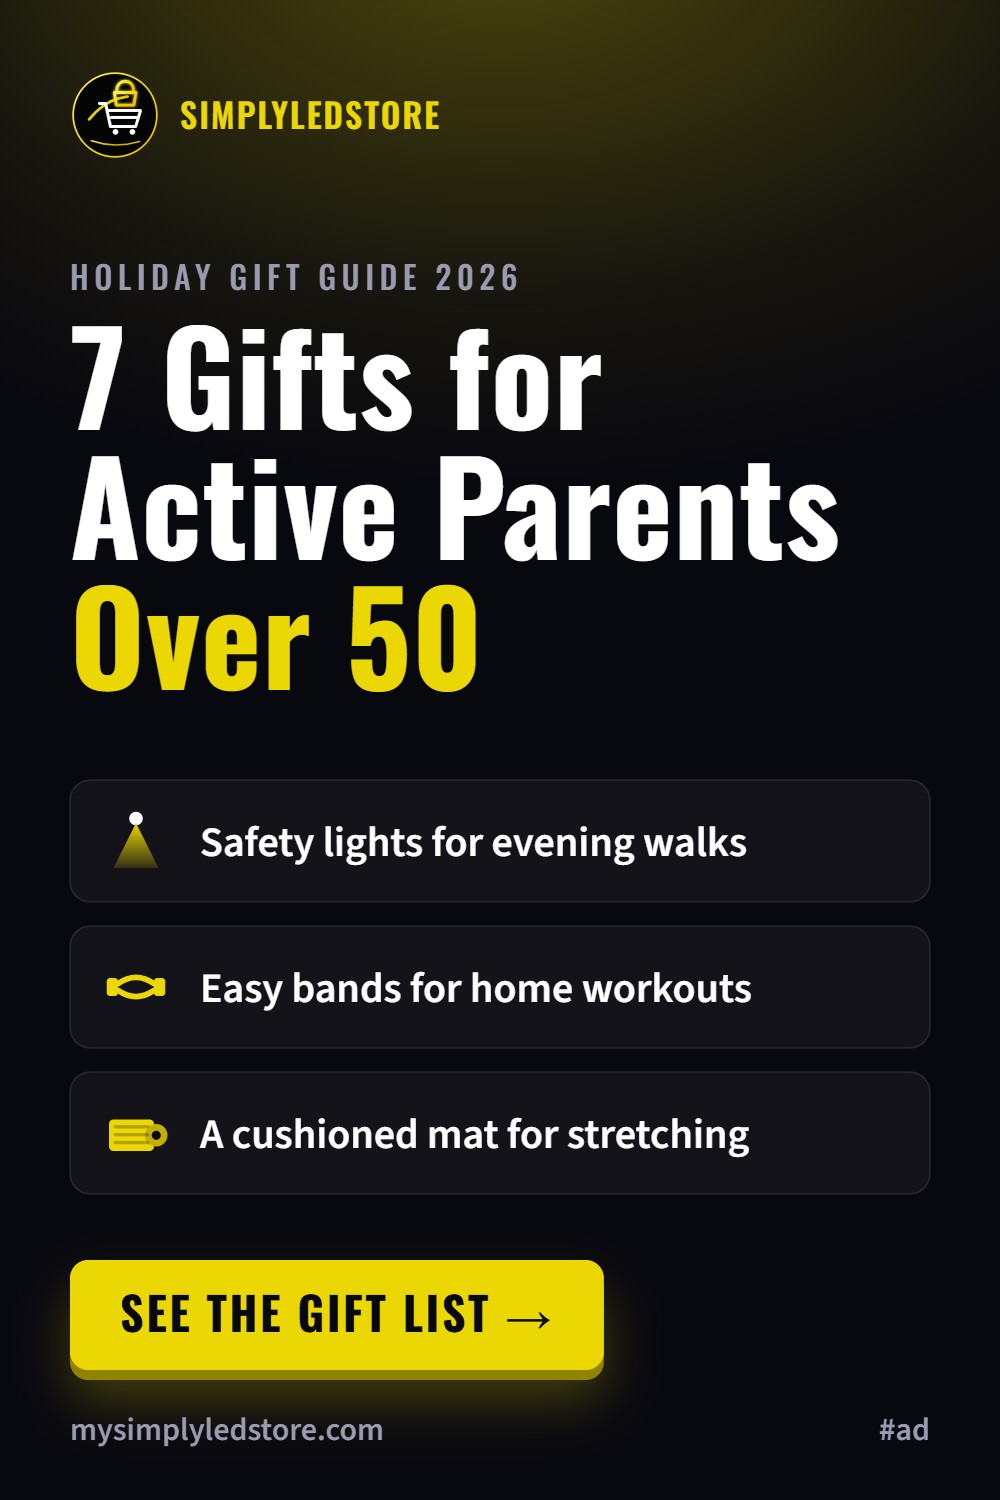 SIMPLYLEDSTORE
HOLIDAY GIFT GUIDE 2026
7 Gifts for
Active Parents
Over 50
Safety lights for evening walks
Easy bands for home workouts
A cushioned mat for stretching
SEE THE GIFT LIST →
mysimplyledstore.com
#ad